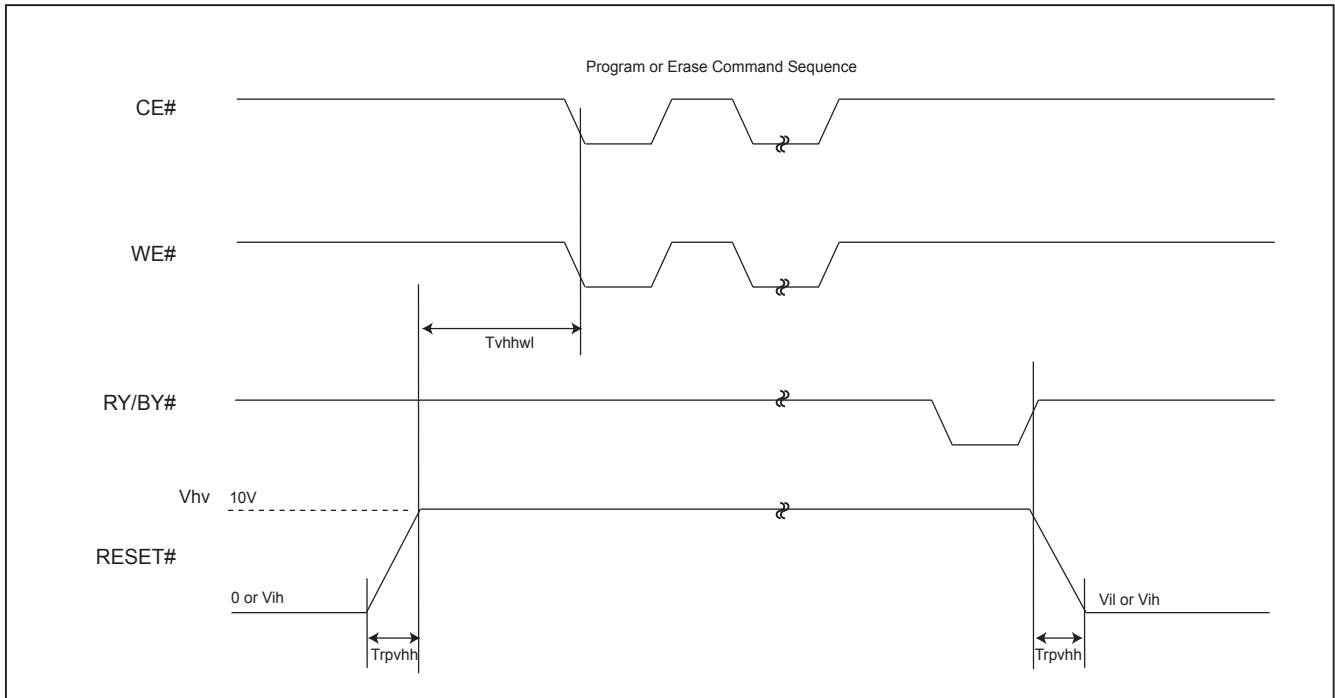 Program or Erase Command Sequence
CE#
WE#
Tvhhwl
RY/BY#
Vhv 10V
RESET#
0 or Vih
Vil or Vih
Trpvhh
Trpvhh